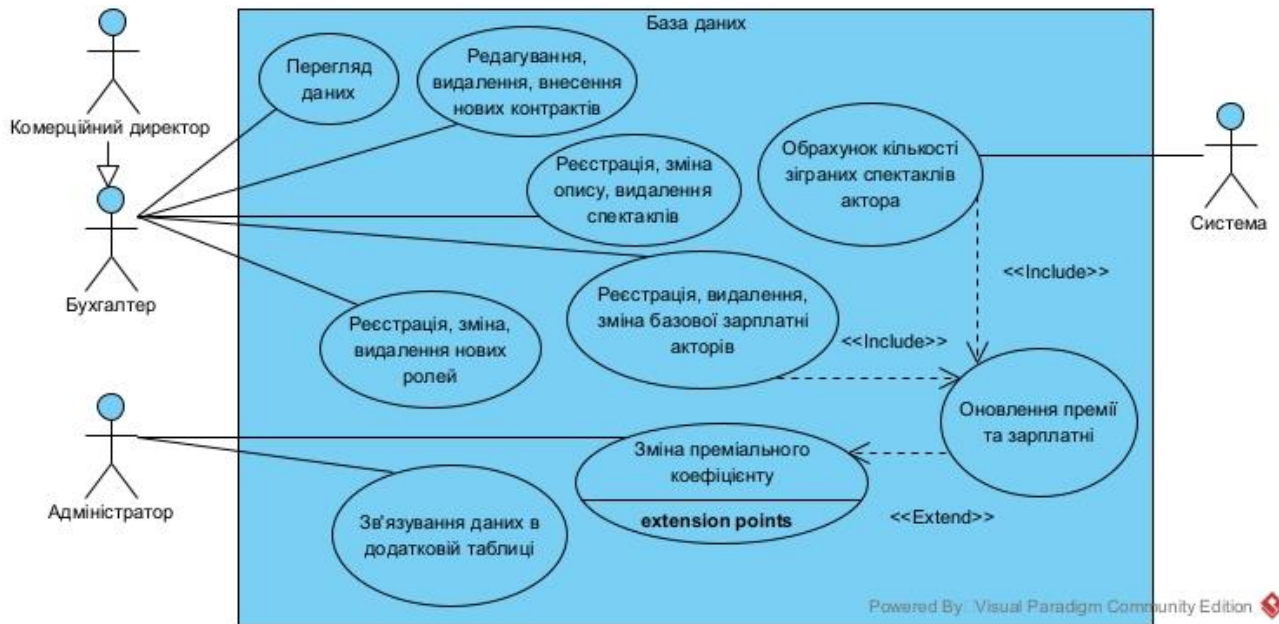 База даних
Перегляд
даних
Редагування,
видалення, внесення
нових контрактів
Комерційний директор
Обрахунок кількості
зіграних спектаклів
актора
Реєстрація, зміна
опису, видалення
спектаклів
Система
Бухгалтер
<<Include>>
Реєстрація, видалення,
зміна базової зарплатні
акторів
Реєстрація, зміна,
видалення нових
ролей
<<Include>>
Оновлення премії
та зарплатні
Зміна преміального
коефіцієнту
extension points
<<Extend>>
Адміністратор
Зв'язування даних в
додатковій таблиці
Powered By Visual Paradigm Community Edition